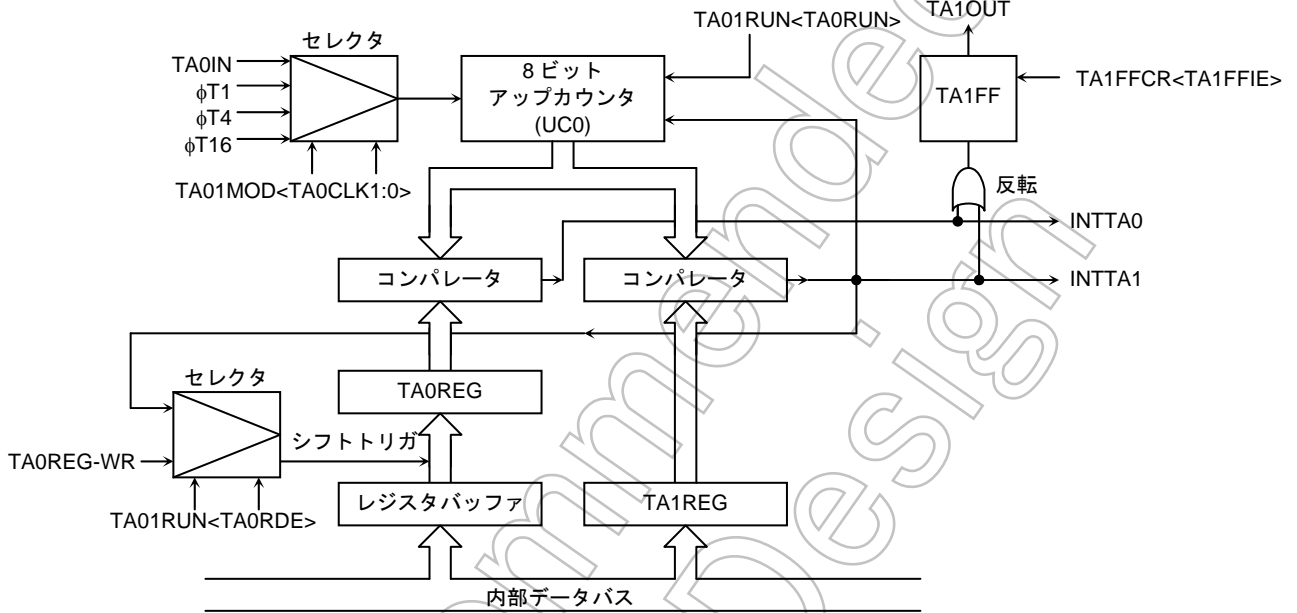 TA01RUN<TA0RUN>
TA1OUT
セレクタ
TA0IN
φT1
φT4
φT16
8 ビット
アップカウンタ
(UC0)
TA1FF
TA1FFCR<TA1FFIE>
TA01MOD<TA0CLK1:0>
反転
INTTA0
コンパレータ
コンパレータ
INTTA1
セレクタ
TA0REG
シフトトリガ
TA0REG-WR
レジスタバッファ
TA1REG
TA01RUN<TA0RDE>
内部データバス
ommende
Design